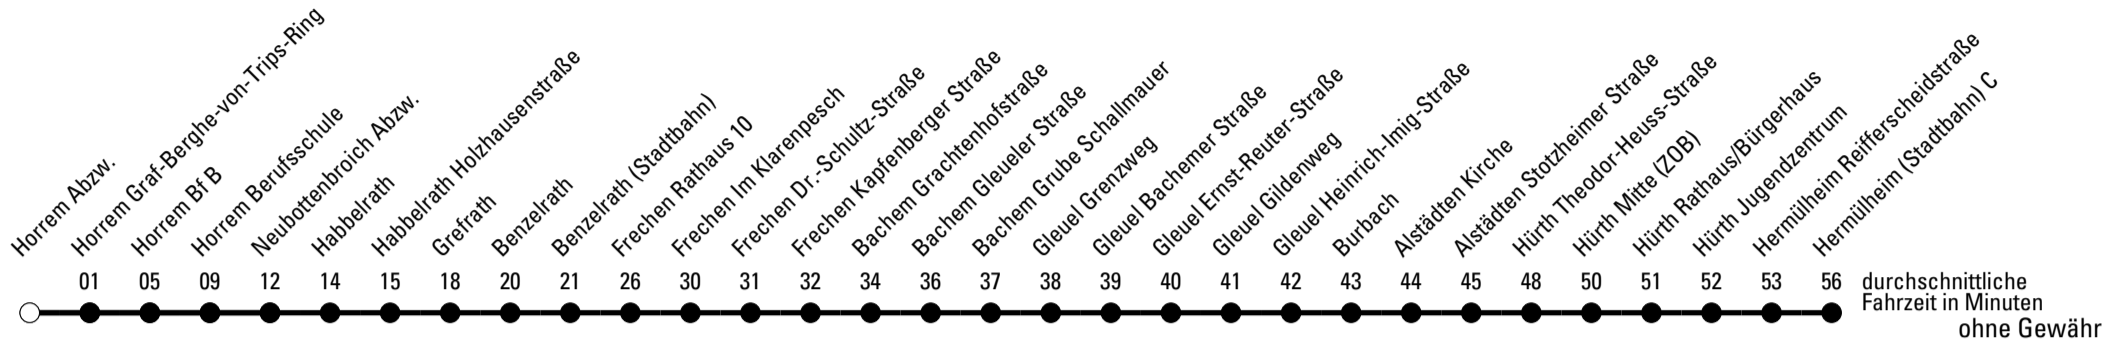 Horrem Abzw.
Horrem Graf-Berghe-von-Trips-Ring
Horrem Bf B
Horrem Berufsschule
Neubottenbroich Abzw.
Habbelrath
Habbelrath Holzhausenstraße
Grefrath
Benzelrath
Benzelrath (Stadtbahn)
Frechen Rathaus 10
Frechen Im Klarenpesch
Frechen Dr.-Schultz-Straße
Frechen Kapfenberger Straße
Bachem Grachtenhofstraße
Bachem Gleueler Straße
Bachem Grube Schallmauer
Gleuel Grenzweg
Gleuel Bachemer Straße
Gleuel Ernst-Reuter-Straße
Gleuel Gildenweg
Gleuel Heinrich-Imig-Straße
Burbach
Alstädten Kirche
Alstädten Stotzheimer Straße
Hürth Theodor-Heuss-Straße
Hürth Mitte (ZOB)
Hürth Rathaus/Bürgerhaus
Hürth Jugendzentrum
Hermülheim Reifferscheidstraße
Hermülheim (Stadtbahn) C
01 05 09 12 14 15 18 20 21 26 30 31 32 34 36 37 38 39 40 41 42 43 44 45 48 50 51 52 53 56
durchschnittliche
Fahrzeit in Minuten
ohne Gewähr